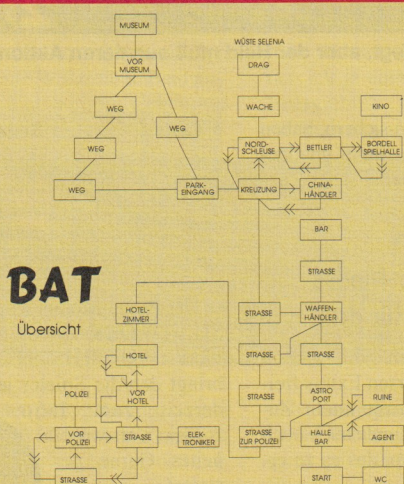 MUSEUM
VOR
MUSEUM
WEG
WEG
WEG
WEG
PARK-
EINGANG
WÜSTE SELENIA
DRAG
WACHE
KINO
NORD-
SCHLEUSE
BETTLER
BORDELL
SPIELHALLE
KREUZUNG
CHINA-
HÄNDLER
BAR
STRASSE
BAT
Übersicht
HOTEL-
ZIMMER
STRASSE
WAFFEN-
HÄNDLER
HOTEL
STRASSE
STRASSE
POLIZEI
VOR
HOTEL
STRASSE
ASTRO
PORT
RUINE
VOR
POLIZEI
STRASSE
ELEK-
TRONIKER
STRASSE
ZUR POLIZEI
HALLE
BAR
AGENT
STRASSE
START
WC